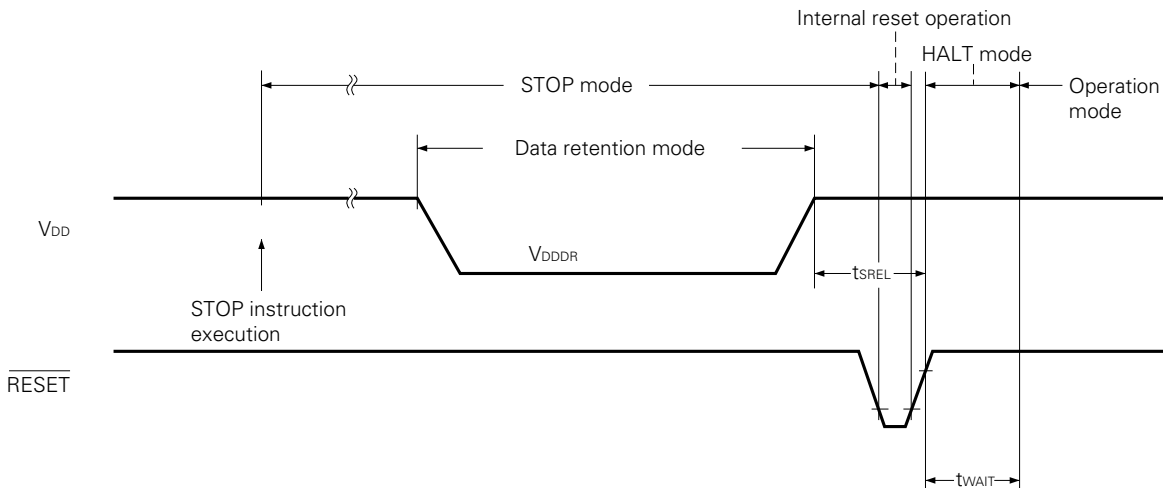 Internal reset operation
HALT mode
STOP mode
Operation
mode
Data retention mode
VDD
VDDDR
tSREL
STOP instruction
execution
RESET
tWAIT